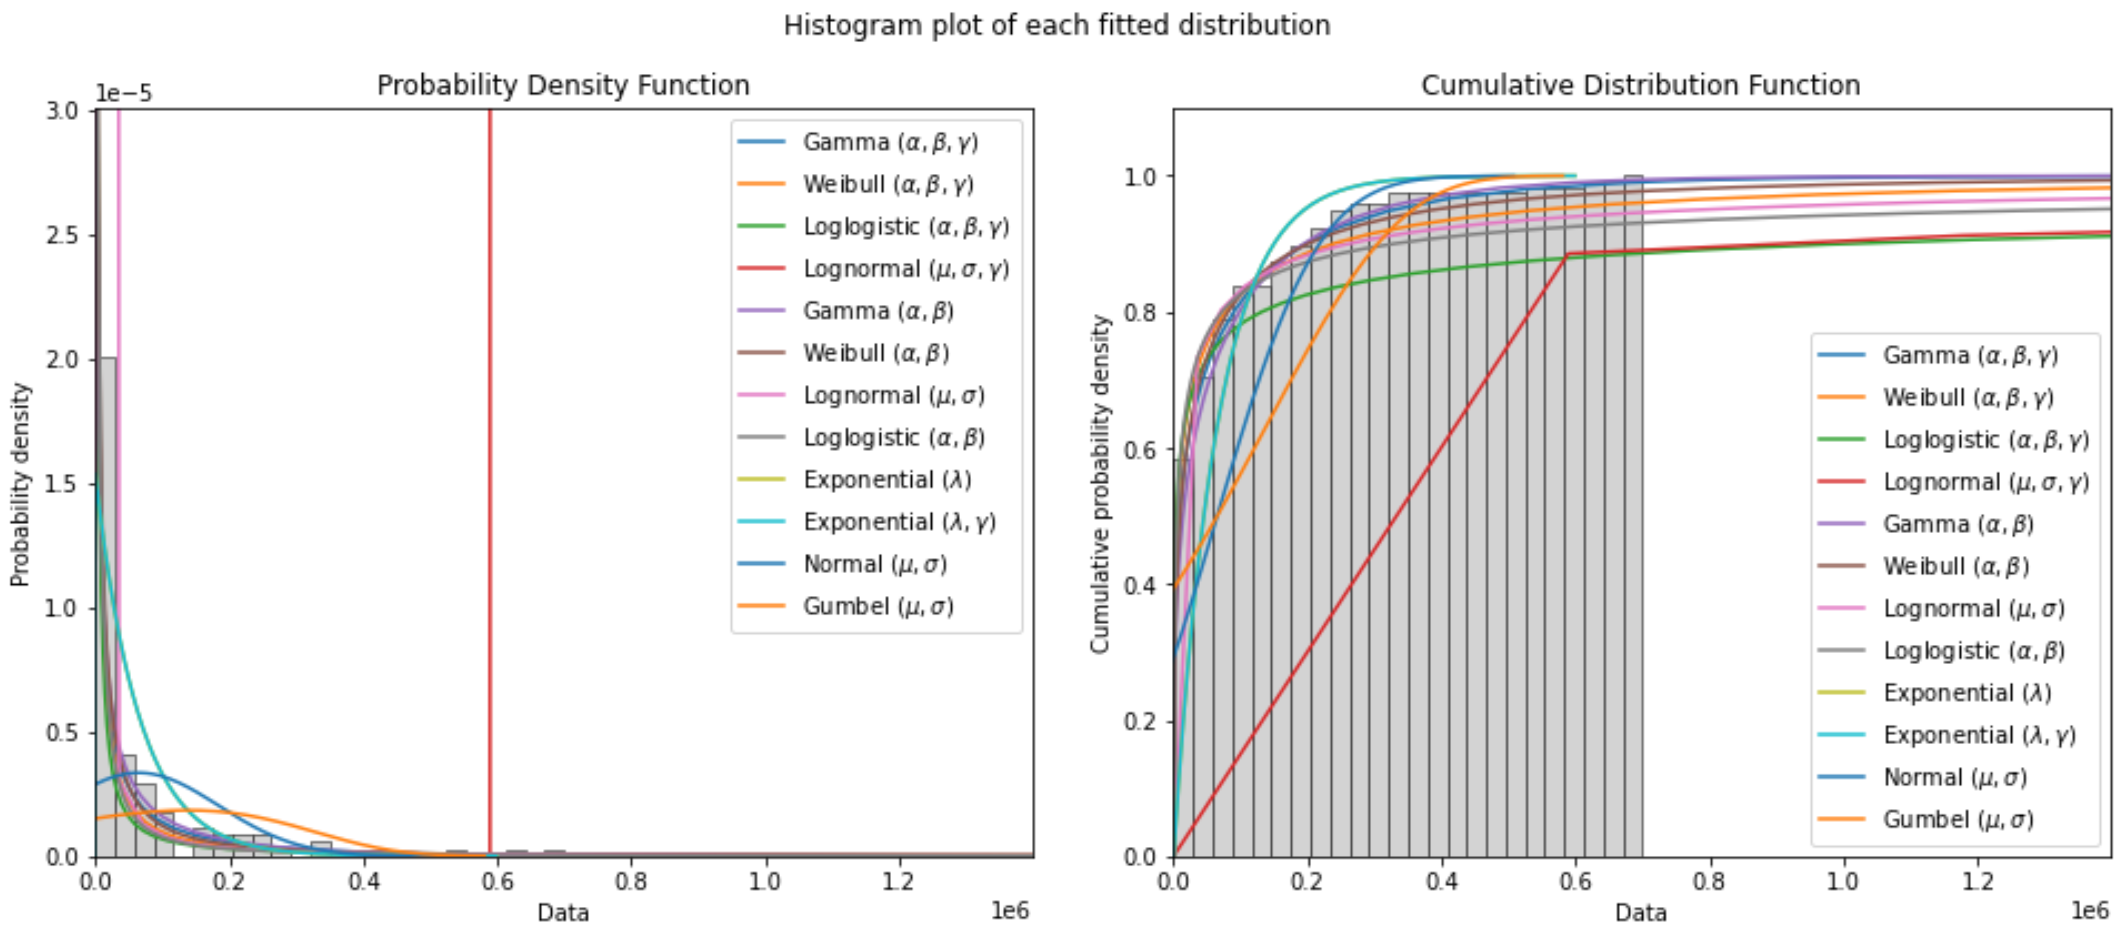 Histogram plot of each fitted distribution
Probability Density Function
1e−5
3.0
2.5
2.0
1.5
1.0
0.5
0.0
Probability density
0.0 0.2 0.4 0.6 0.8 1.0 1.2
1e6
Data
Gamma (α, β, γ)
Weibull (α, β, γ)
Loglogistic (α, β, γ)
Lognormal (μ, σ, γ)
Gamma (α, β)
Weibull (α, β)
Lognormal (μ, σ)
Loglogistic (α, β)
Exponential (λ)
Exponential (λ, γ)
Normal (μ, σ)
Gumbel (μ, σ)
Cumulative Distribution Function
1.0
0.8
0.6
0.4
0.2
0.0
Cumulative probability density
0.0 0.2 0.4 0.6 0.8 1.0 1.2
1e6
Data
Gamma (α, β, γ)
Weibull (α, β, γ)
Loglogistic (α, β, γ)
Lognormal (μ, σ, γ)
Gamma (α, β)
Weibull (α, β)
Lognormal (μ, σ)
Loglogistic (α, β)
Exponential (λ)
Exponential (λ, γ)
Normal (μ, σ)
Gumbel (μ, σ)